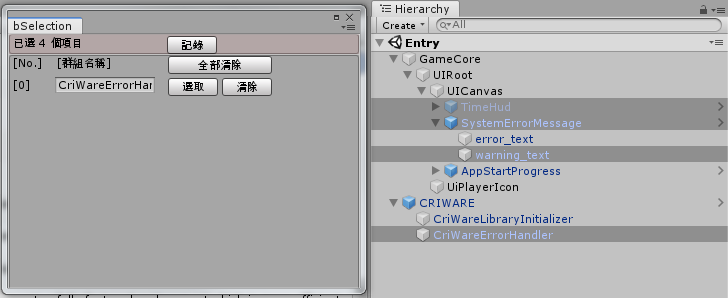 bSelection
已選 4 個項目 記錄
[No.] [群組名稱] 全部清除
[0] CriWareErrorHan 選取 清除
Hierarchy
Create All
Entry
GameCore
UIRoot
UICanvas
TimeHud
SystemErrorMessage
error_text
warning_text
AppStartProgress
UiPlayerIcon
CRIWARE
CriWareLibraryInitializer
CriWareErrorHandler